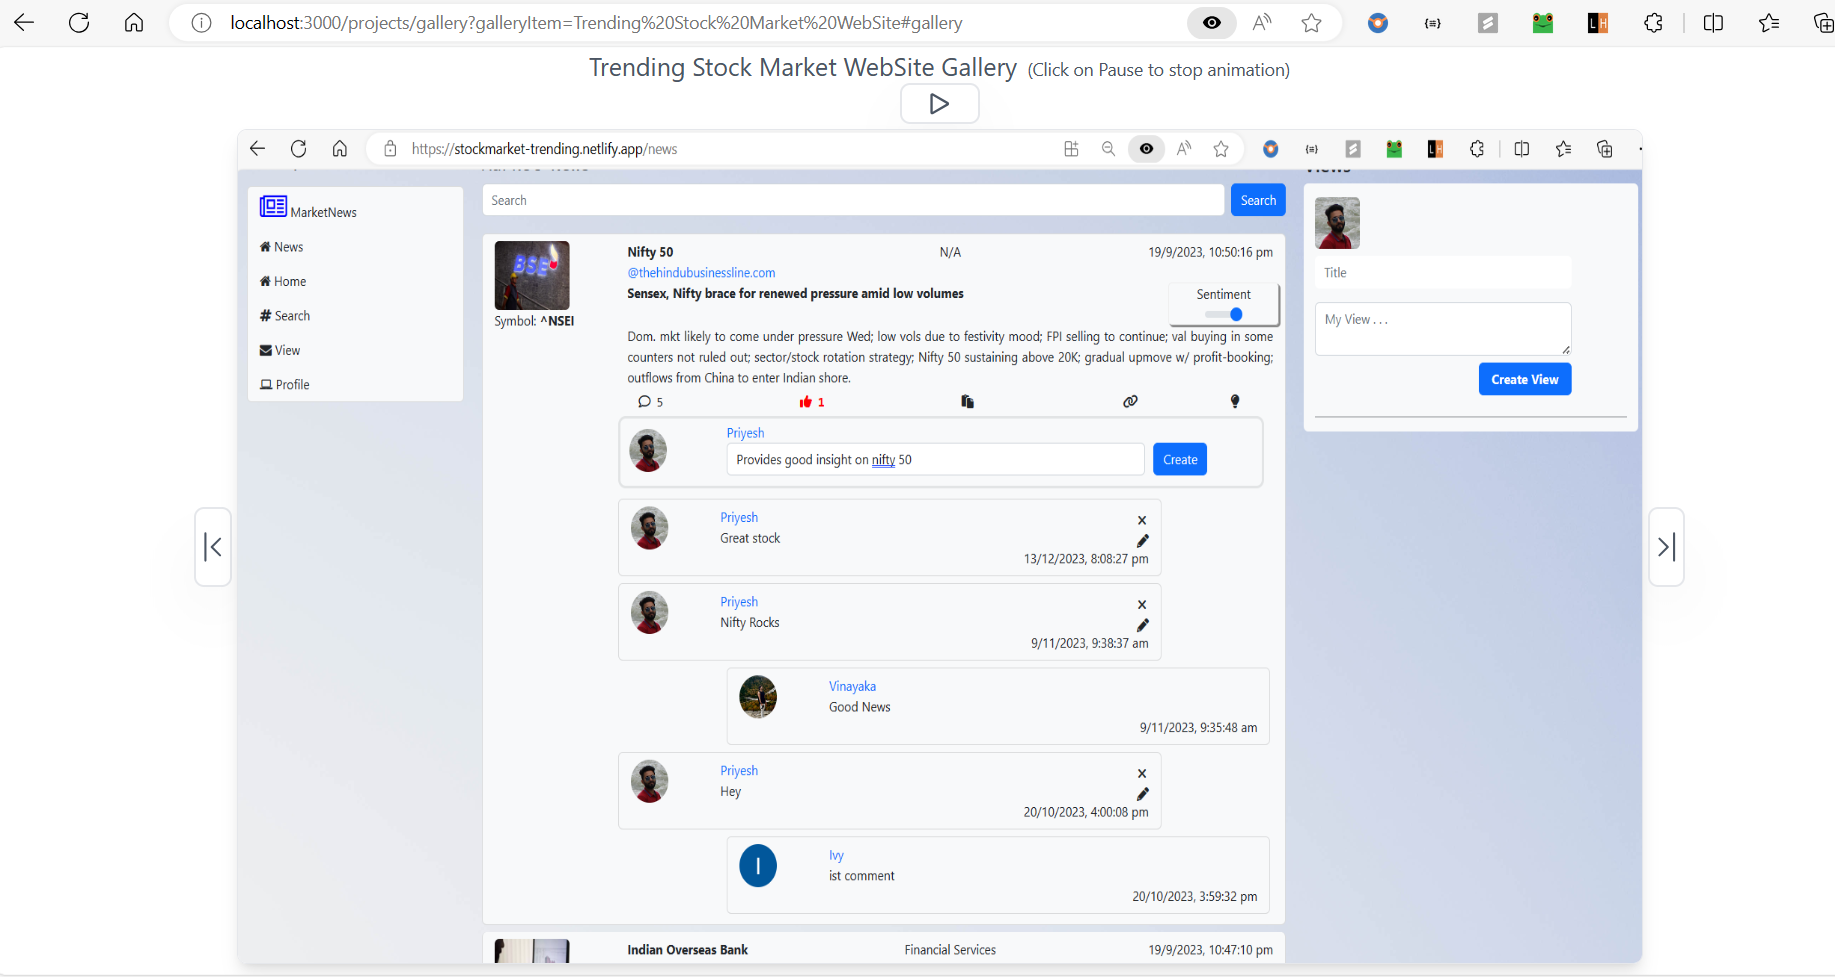 localhost:3000/projects/gallery?galleryItem=Trending%20Stock%20Market%20WebSite#gallery
Trending Stock Market WebSite Gallery (Click on Pause to stop animation)
https://stockmarket-trending.netlify.app/news
MarketNews
News
Home
Search
View
Profile
Search
Search
BSE
Symbol: ^NSEI
Nifty 50
N/A
19/9/2023, 10:50:16 pm
@thehindubusinessline.com
Sensex, Nifty brace for renewed pressure amid low volumes
Sentiment
Dom. mkt likely to come under pressure Wed; low vols due to festivity mood; FPI selling to continue; val buying in some
counters not ruled out; sector/stock rotation strategy; Nifty 50 sustaining above 20K; gradual upmove w/ profit-booking;
outflows from China to enter Indian shore.
5
1
Priyesh
Provides good insight on nifty 50
Create
Priyesh
Great stock
x
13/12/2023, 8:08:27 pm
Priyesh
Nifty Rocks
x
9/11/2023, 9:38:37 am
Vinayaka
Good News
9/11/2023, 9:35:48 am
Priyesh
Hey
x
20/10/2023, 4:00:08 pm
I
Ivy
ist comment
20/10/2023, 3:59:32 pm
Indian Overseas Bank
Financial Services
19/9/2023, 10:47:10 pm
Views
Title
My View . . .
Create View